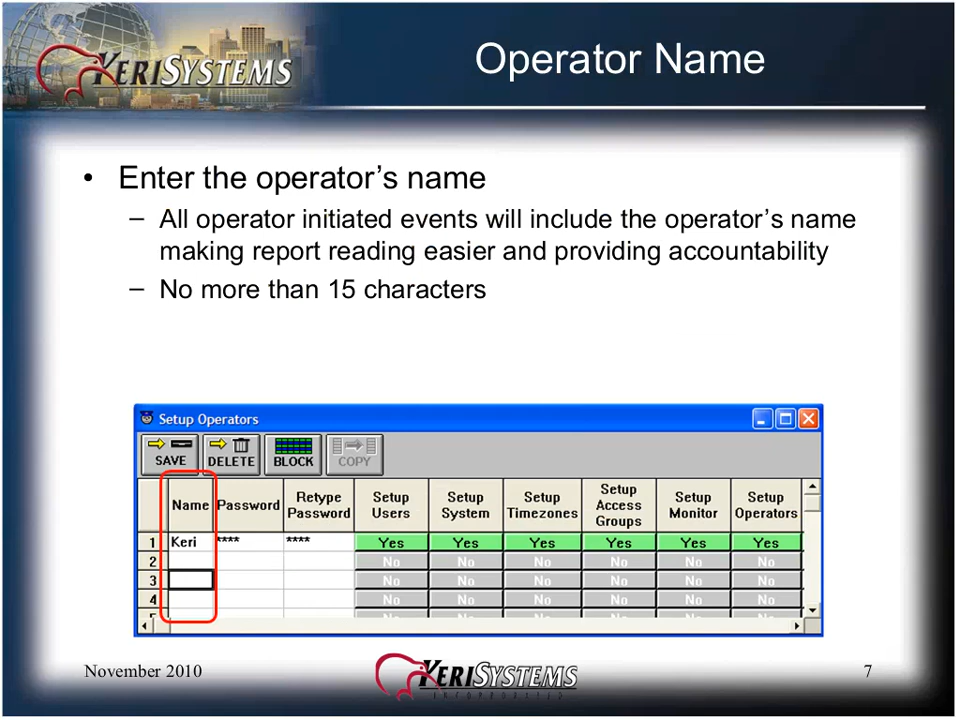 KERISYSTEMS
Operator Name
• Enter the operator's name
– All operator initiated events will include the operator's name
making report reading easier and providing accountability
– No more than 15 characters
Setup Operators
SAVE DELETE BLOCK COPY
Name Password Retype Password Setup Users Setup System Setup Timezones Setup Access Groups Setup Monitor Setup Operators
1 Keri **** **** Yes Yes Yes Yes Yes Yes
2 No No No No No No
3 No No No No No No
4 No No No No No No
November 2010
KERISYSTEMS
INCORPORATED
7